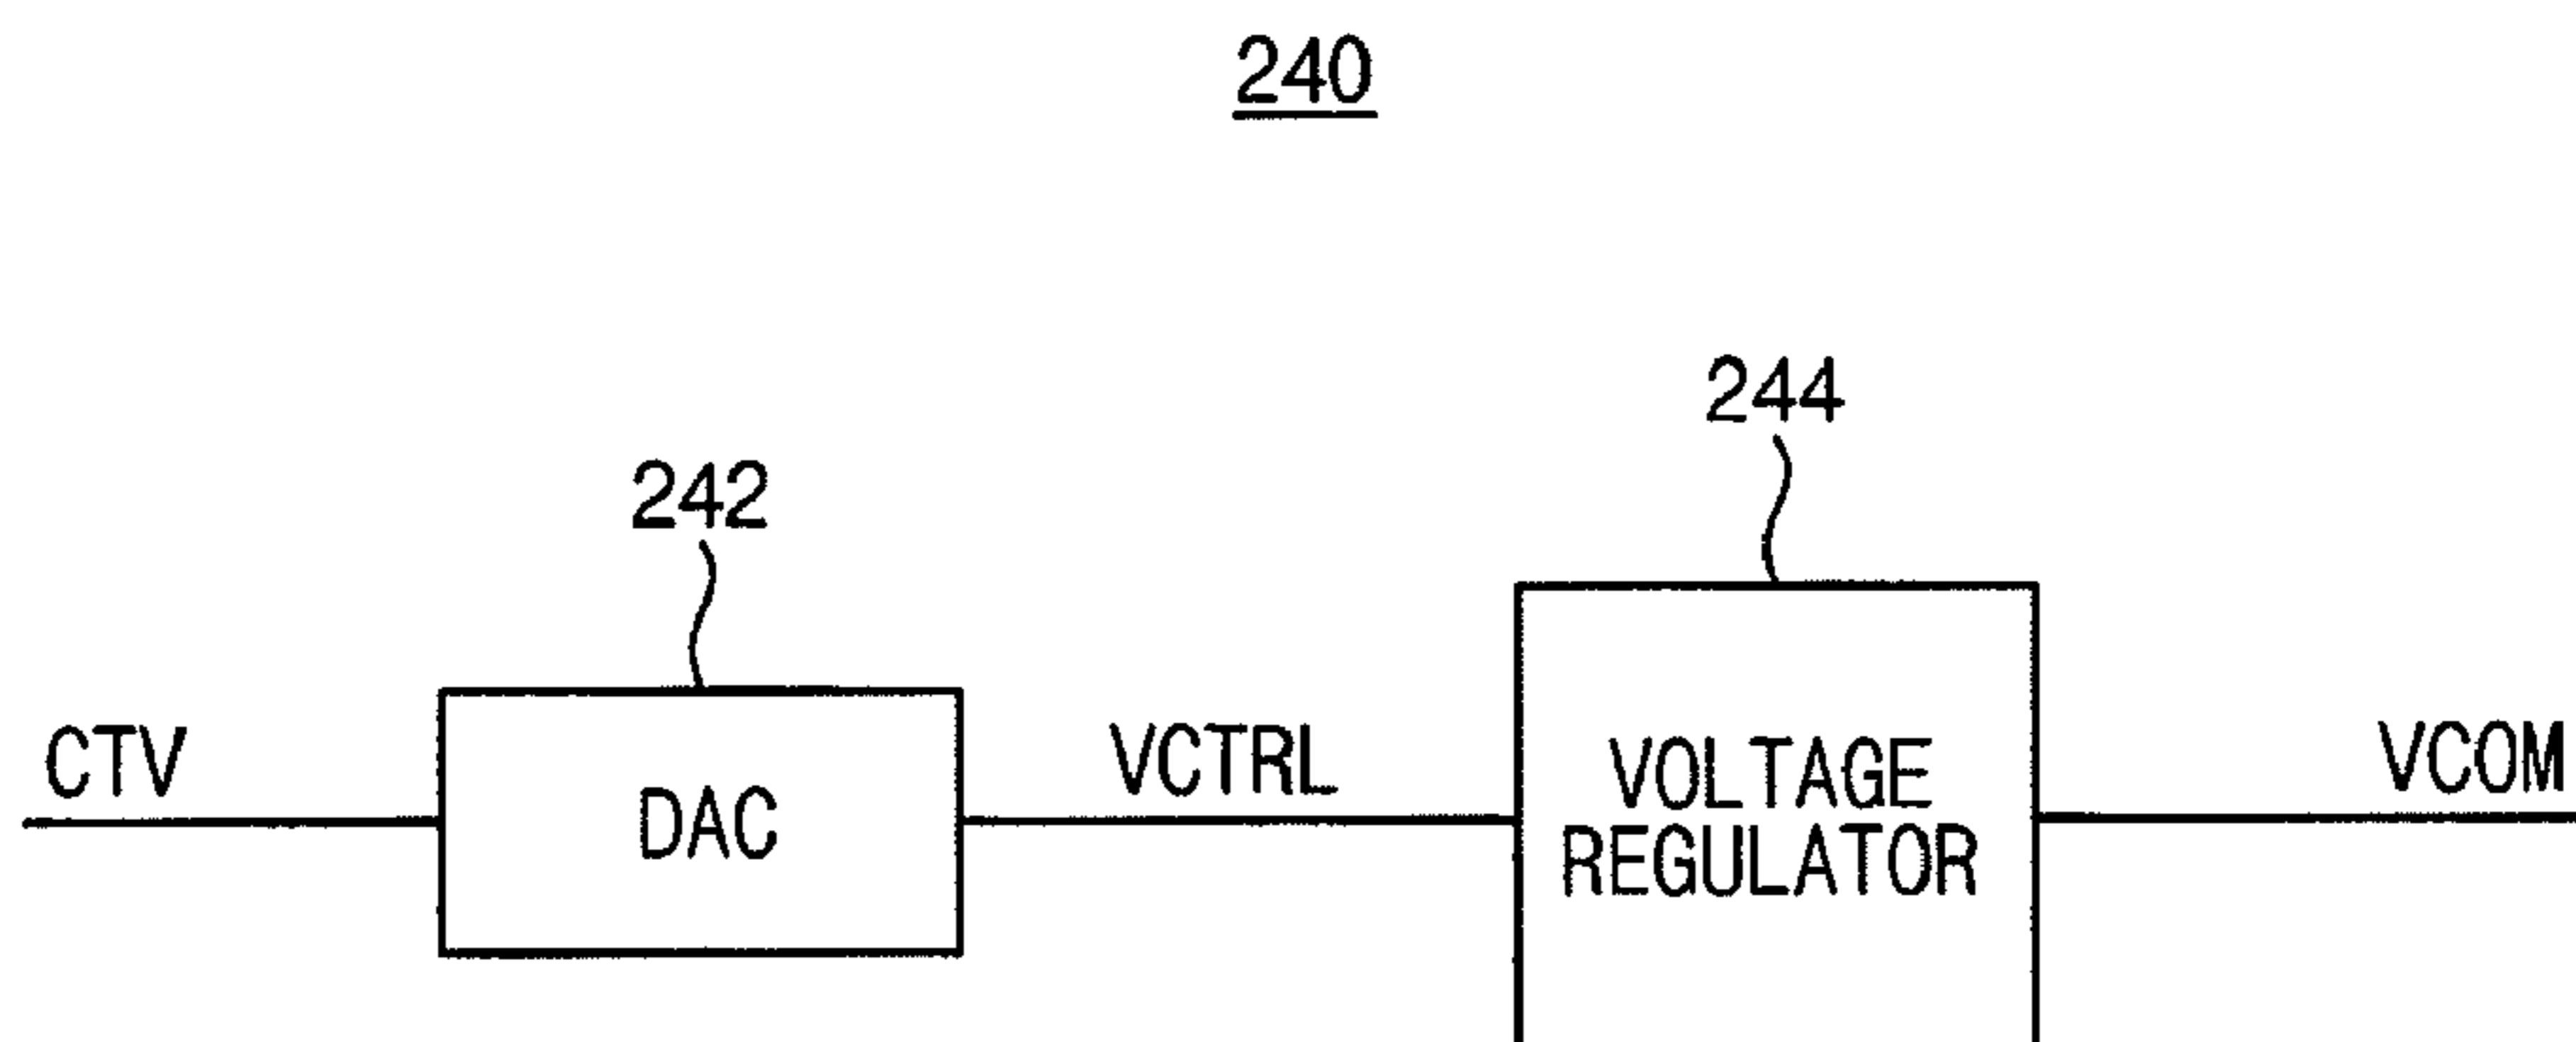 240
244
242
CTV
DAC
VCTRL
VOLTAGE
REGULATOR
VCOM